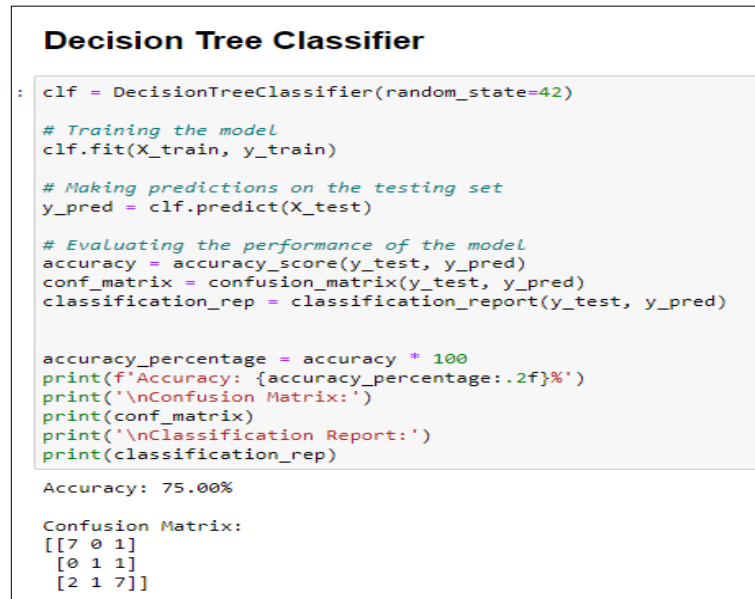 Decision Tree Classifier
: clf = DecisionTreeClassifier(random_state=42)
# Training the model
clf.fit(X_train, y_train)
# Making predictions on the testing set
y_pred = clf.predict(X_test)
# Evaluating the performance of the model
accuracy = accuracy_score(y_test, y_pred)
conf_matrix = confusion_matrix(y_test, y_pred)
classification_rep = classification_report(y_test, y_pred)
accuracy_percentage = accuracy * 100
print(f'Accuracy: {accuracy_percentage:.2f}%')
print('\nConfusion Matrix:')
print(conf_matrix)
print('\nClassification Report:')
print(classification_rep)
Accuracy: 75.00%
Confusion Matrix:
[[7 0 1]
 [0 1 1]
 [2 1 7]]